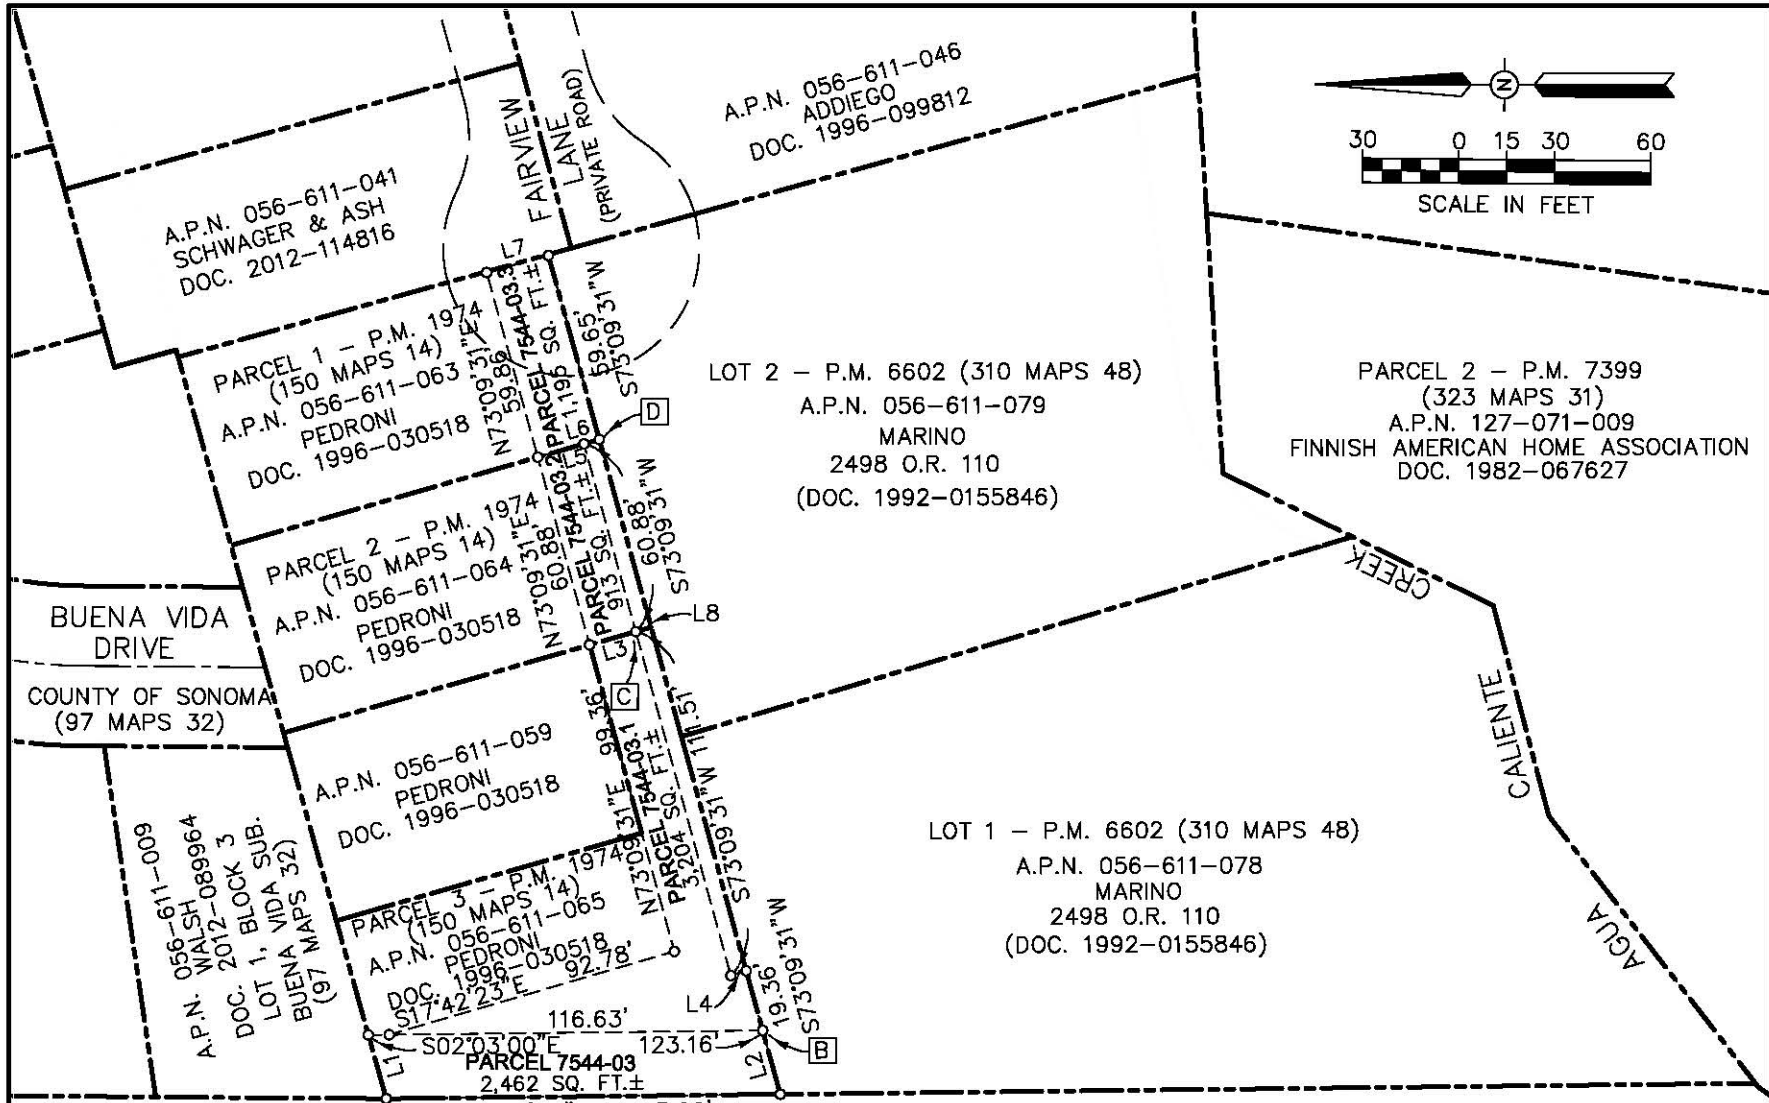 A.P.N. 056-611-041
SCHWAGER & ASH
DOC. 2012-114816
FAIRVIEW
LANE
(PRIVATE ROAD)
A.P.N. 056-611-046
ADDIEGO
DOC. 1996-099812
N
30 0 15 30 60
SCALE IN FEET
L7
PARCEL 1 - P.M. 1974
(150 MAPS 14)
A.P.N. 056-611-063
PEDRONI
DOC. 1996-030518
N73°09'31"E
59.86'
PARCEL 7544-03.3
1,195 SQ. FT.±
59.65'
S73°09'31"W
L6
L5
D
LOT 2 - P.M. 6602 (310 MAPS 48)
A.P.N. 056-611-079
MARINO
2498 O.R. 110
(DOC. 1992-0155846)
PARCEL 2 - P.M. 7399
(323 MAPS 31)
A.P.N. 127-071-009
FINNISH AMERICAN HOME ASSOCIATION
DOC. 1982-067627
PARCEL 2 - P.M. 1974
(150 MAPS 14)
A.P.N. 056-611-064
PEDRONI
DOC. 1996-030518
N73°09'31"E
60.88'
PARCEL 7544-03.2
913 SQ. FT.±
60.88'
S73°09'31"W
L8
L3
C
BUENA VIDA
DRIVE
COUNTY OF SONOMA
(97 MAPS 32)
A.P.N. 056-611-059
PEDRONI
DOC. 1996-030518
N73°09'31"E 99.36'
PARCEL 7544-03.1
3,204 SQ. FT.±
S73°09'31"W 111.51'
CREEK
CALIENTE
AGUA
LOT 1 - P.M. 6602 (310 MAPS 48)
A.P.N. 056-611-078
MARINO
2498 O.R. 110
(DOC. 1992-0155846)
A.P.N. 056-611-009
WALSH
DOC. 2012-089964
LOT 1, BLOCK 3
BUENA VIDA SUB.
(97 MAPS 32)
PARCEL 3 - P.M. 1974
(150 MAPS 14)
A.P.N. 056-611-065
PEDRONI
DOC. 1996-030518
S17°42'23"E 92.78'
L4
19.36'
S73°09'31"W
116.63'
S02°03'00"E 123.16'
B
L1
L2
PARCEL 7544-03
2,462 SQ. FT.±